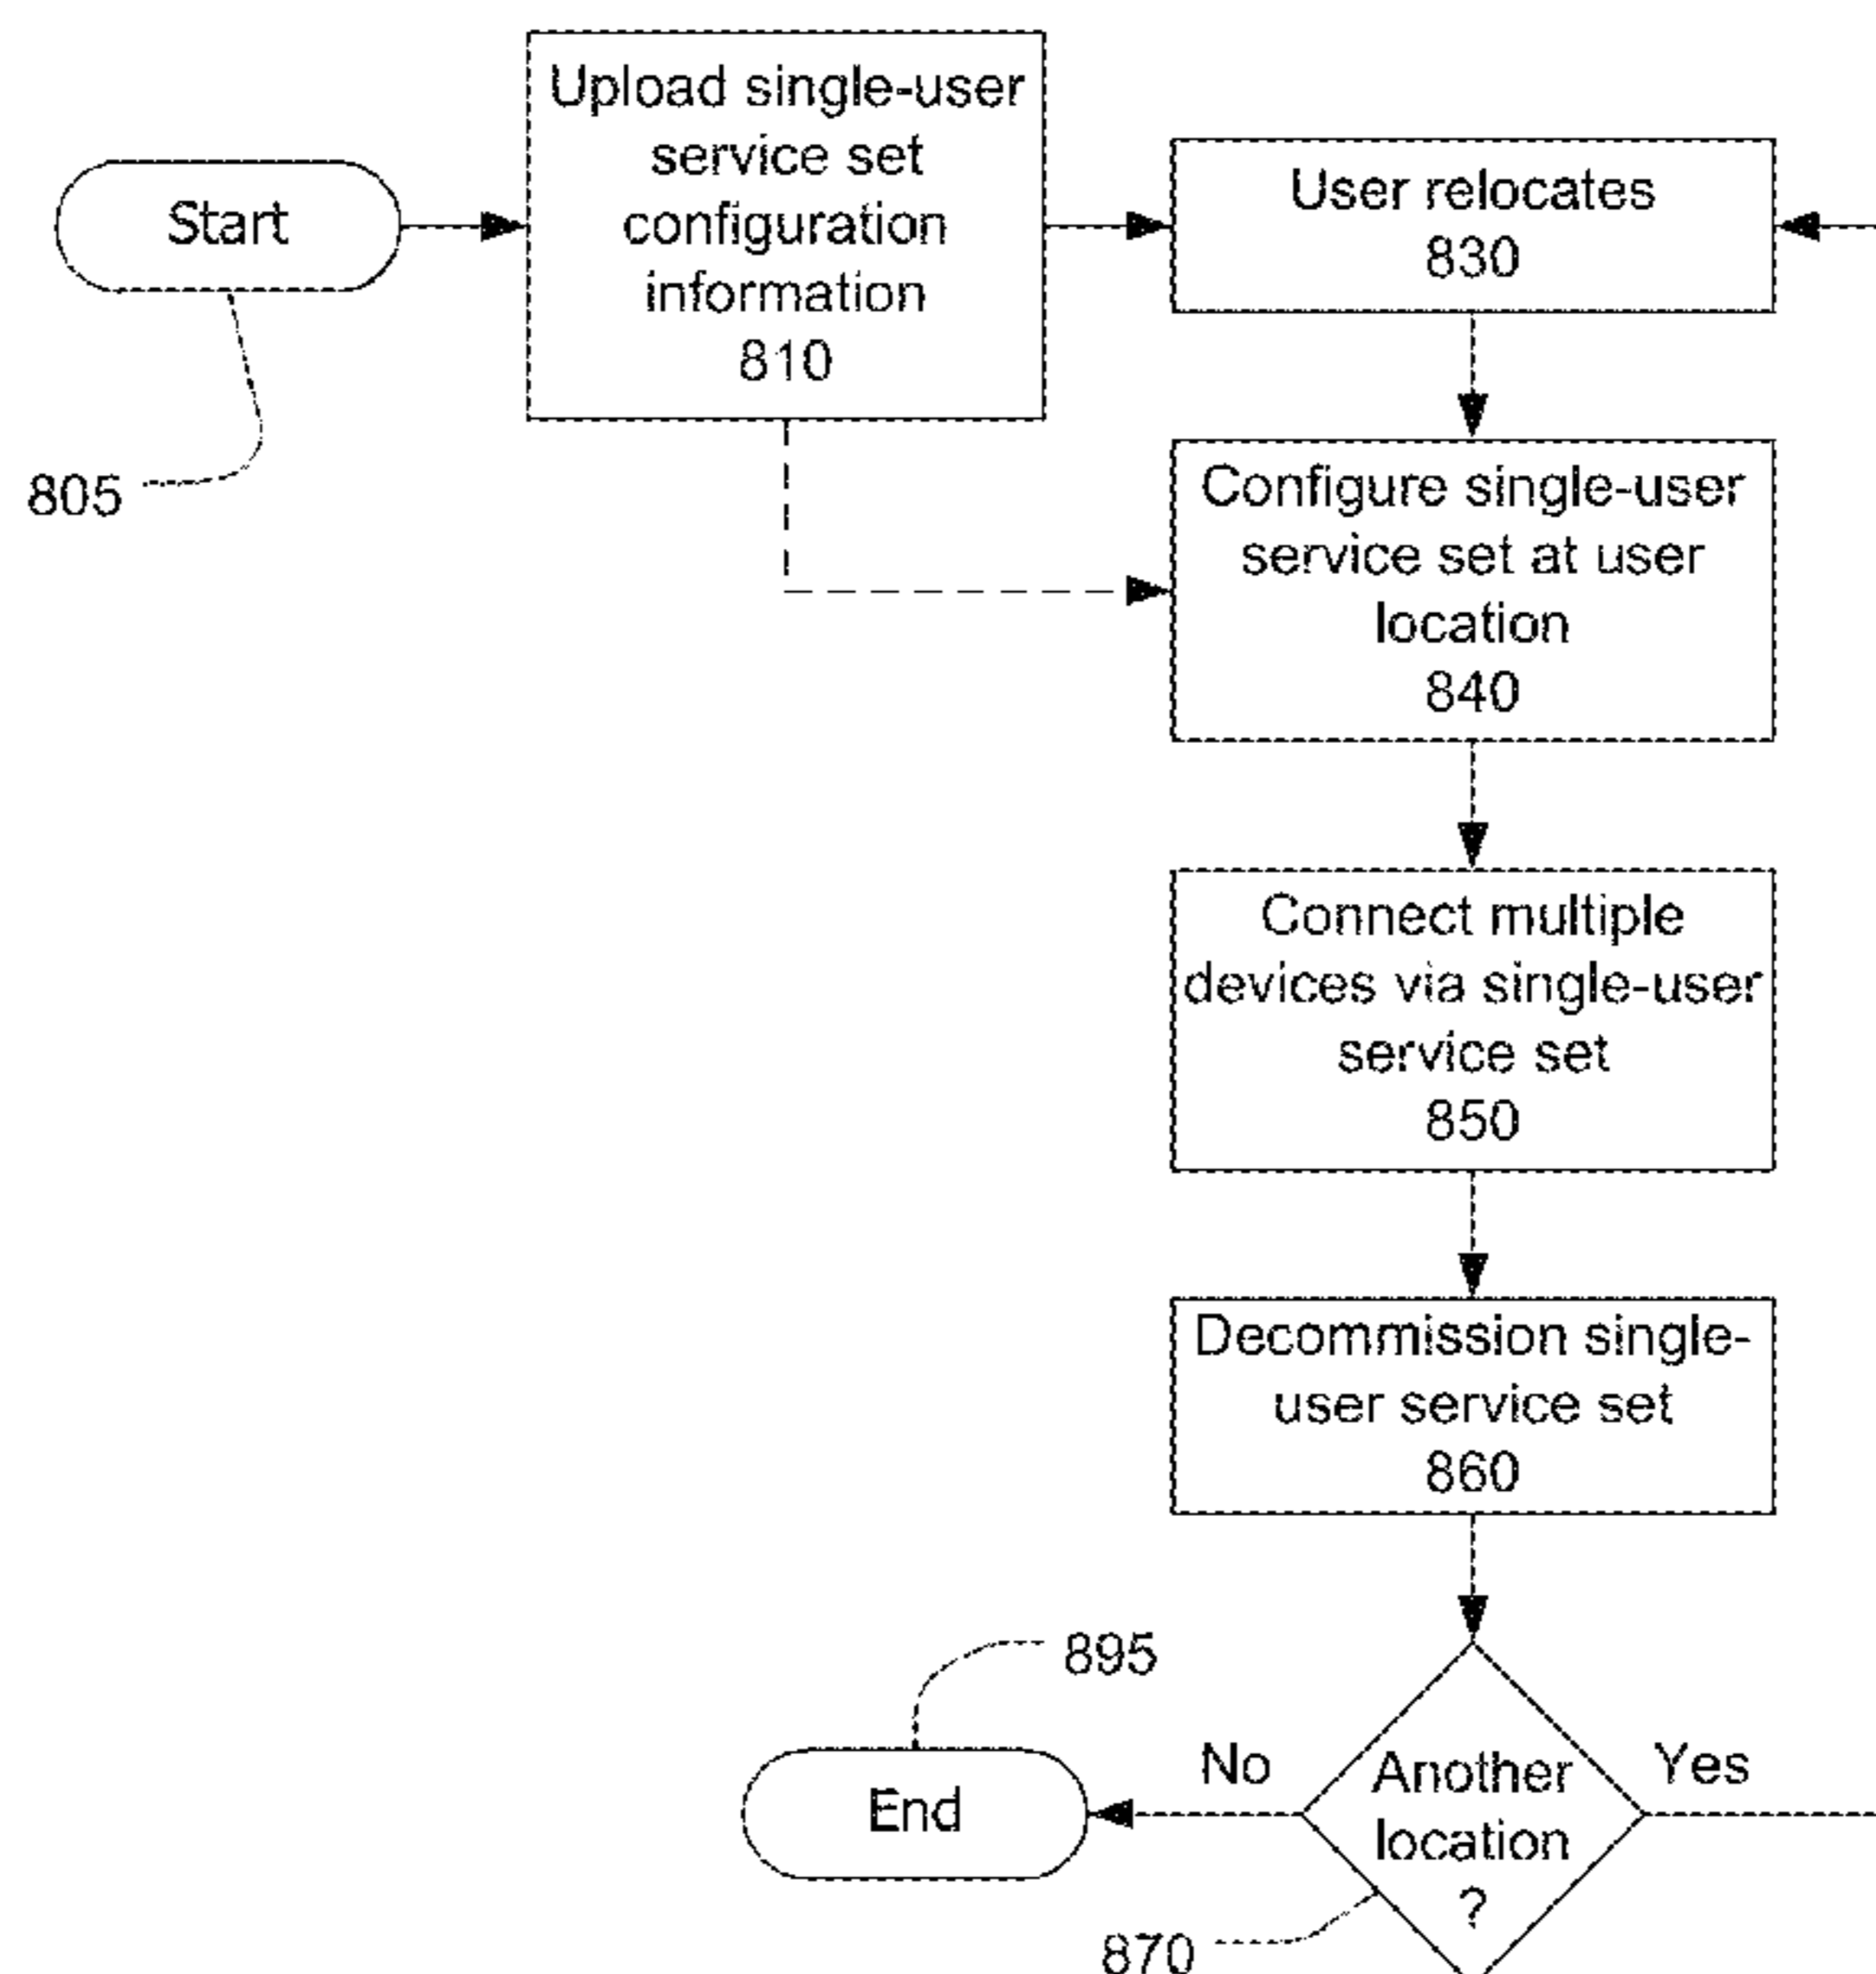 Start
805
Upload single-user
service set
configuration
information
810
User relocates
830
Configure single-user
service set at user
location
840
Connect multiple
devices via single-user
service set
850
Decommission single-
user service set
860
Another
location
?
870
Yes
No
End
895